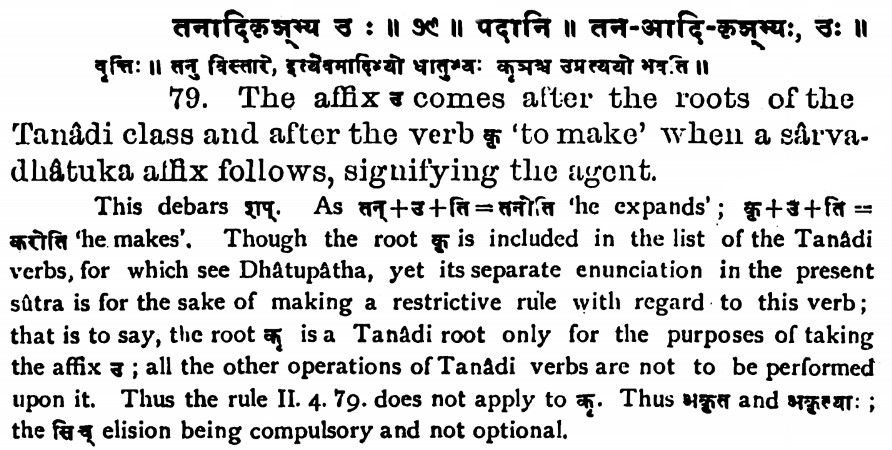 तनादिकृञ्भ्य उः ॥ ७९ ॥ पदानि ॥ तन-आदि-कृञ्भ्यः, उः ॥
वृत्तिः ॥ तनु विस्तारे, इत्येवमादिभ्यो धातुभ्यः कृञश्च उप्रत्ययो भवति ॥
79. The affix उ comes after the roots of the
Tanâdi class and after the verb कृ 'to make' when a sârva-
dhâtuka affix follows, signifying the agent.
This debars शप्. As तन्+उ+ति=तनोति 'he expands'; कृ+उ+ति=
करोति 'he makes'. Though the root कृ is included in the list of the Tanâdi
verbs, for which see Dhâtupâtha, yet its separate enunciation in the present
sûtra is for the sake of making a restrictive rule with regard to this verb;
that is to say, the root कृ is a Tanâdi root only for the purposes of taking
the affix उ; all the other operations of Tanâdi verbs are not to be performed
upon it. Thus the rule II. 4. 79. does not apply to कृ. Thus अकृत and अकृथाः;
the सिच् elision being compulsory and not optional.